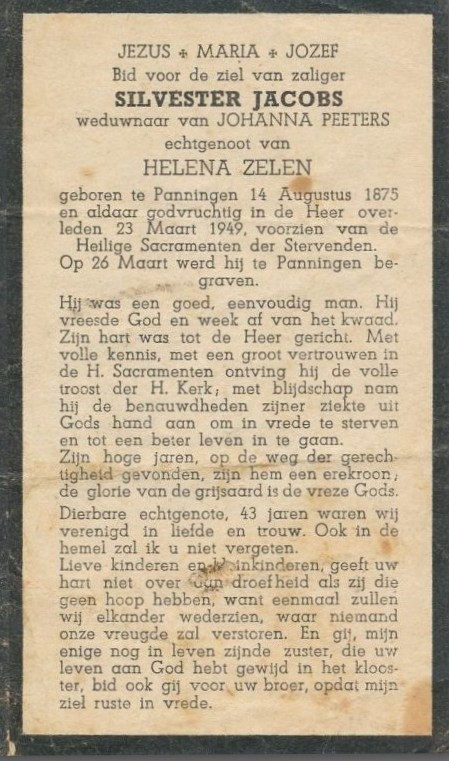 JEZUS + MARIA + JOZEF
Bid voor de ziel van zaliger
SILVESTER JACOBS
weduwnaar van JOHANNA PEETERS
echtgenoot van
HELENA ZELEN
geboren te Panningen 14 Augustus 1875
en aldaar godvruchtig in de Heer over-
leden 23 Maart 1949, voorzien van de
Heilige Sacramenten der Stervenden.
Op 26 Maart werd hij te Panningen be-
graven.
Hij was een goed, eenvoudig man. Hij
vreesde God en week af van het kwaad.
Zijn hart was tot de Heer gericht. Met
volle kennis, met een groot vertrouwen in
de H. Sacramenten ontving hij de volle
troost der H. Kerk; met blijdschap nam
hij de benauwdheden zijner ziekte uit
Gods hand aan om in vrede te sterven
en tot een beter leven in te gaan.
Zijn hoge jaren, op de weg der gerech-
tigheid gevonden, zijn hem een erekroon;
de glorie van de grijsaard is de vreze Gods.
Dierbare echtgenote, 43 jaren waren wij
verenigd in liefde en trouw. Ook in de
hemel zal ik u niet vergeten.
Lieve kinderen en kleinkinderen, geeft uw
hart niet over aan droefheid als zij die
geen hoop hebben, want eenmaal zullen
wij elkander wederzien, waar niemand
onze vreugde zal verstoren. En gij, mijn
enige nog in leven zijnde zuster, die uw
leven aan God hebt gewijd in het kloos-
ter, bid ook gij voor uw broer, opdat mijn
ziel ruste in vrede.